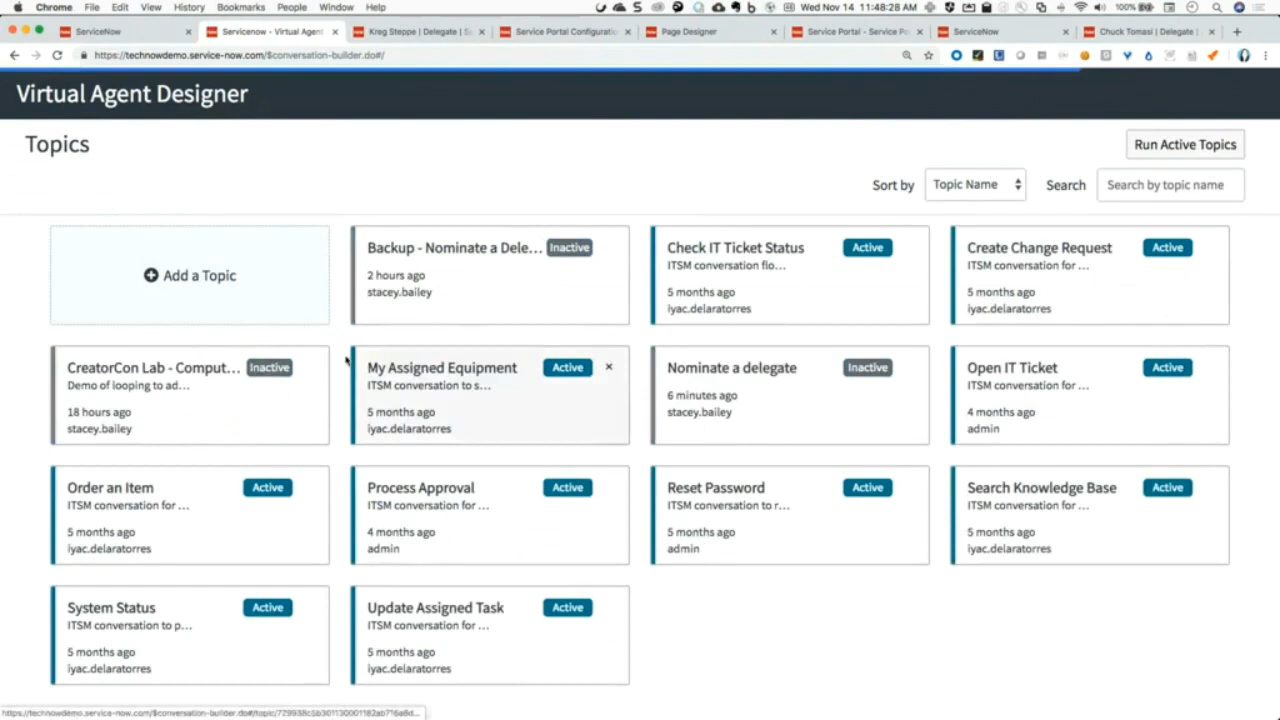 Chrome File Edit View History Bookmarks People Window Help
100% Wed Nov 14 11:48:28 AM
ServiceNow
Servicenow - Virtual Agent
Kreg Steppe | Delegate | S
Service Portal Configuratio
Page Designer
Service Portal - Service Po
ServiceNow
Chuck Tomasi | Delegate |
https://technowdemo.service-now.com/$conversation-builder.do#/
Virtual Agent Designer
Topics
Run Active Topics
Sort by Topic Name Search Search by topic name
Add a Topic
Backup - Nominate a Dele... Inactive
2 hours ago
stacey.bailey
Check IT Ticket Status Active
ITSM conversation flo...
5 months ago
iyac.delaratorres
Create Change Request Active
ITSM conversation for ...
5 months ago
iyac.delaratorres
CreatorCon Lab - Comput... Inactive
Demo of looping to ad...
18 hours ago
stacey.bailey
My Assigned Equipment Active
ITSM conversation to s...
5 months ago
iyac.delaratorres
Nominate a delegate Inactive
6 minutes ago
stacey.bailey
Open IT Ticket Active
ITSM conversation for ...
4 months ago
admin
Order an Item Active
ITSM conversation for ...
5 months ago
iyac.delaratorres
Process Approval Active
ITSM conversation for ...
4 months ago
admin
Reset Password Active
ITSM conversation to r...
5 months ago
admin
Search Knowledge Base Active
ITSM conversation for ...
5 months ago
iyac.delaratorres
System Status Active
ITSM conversation to p...
5 months ago
iyac.delaratorres
Update Assigned Task Active
ITSM conversation for ...
5 months ago
iyac.delaratorres